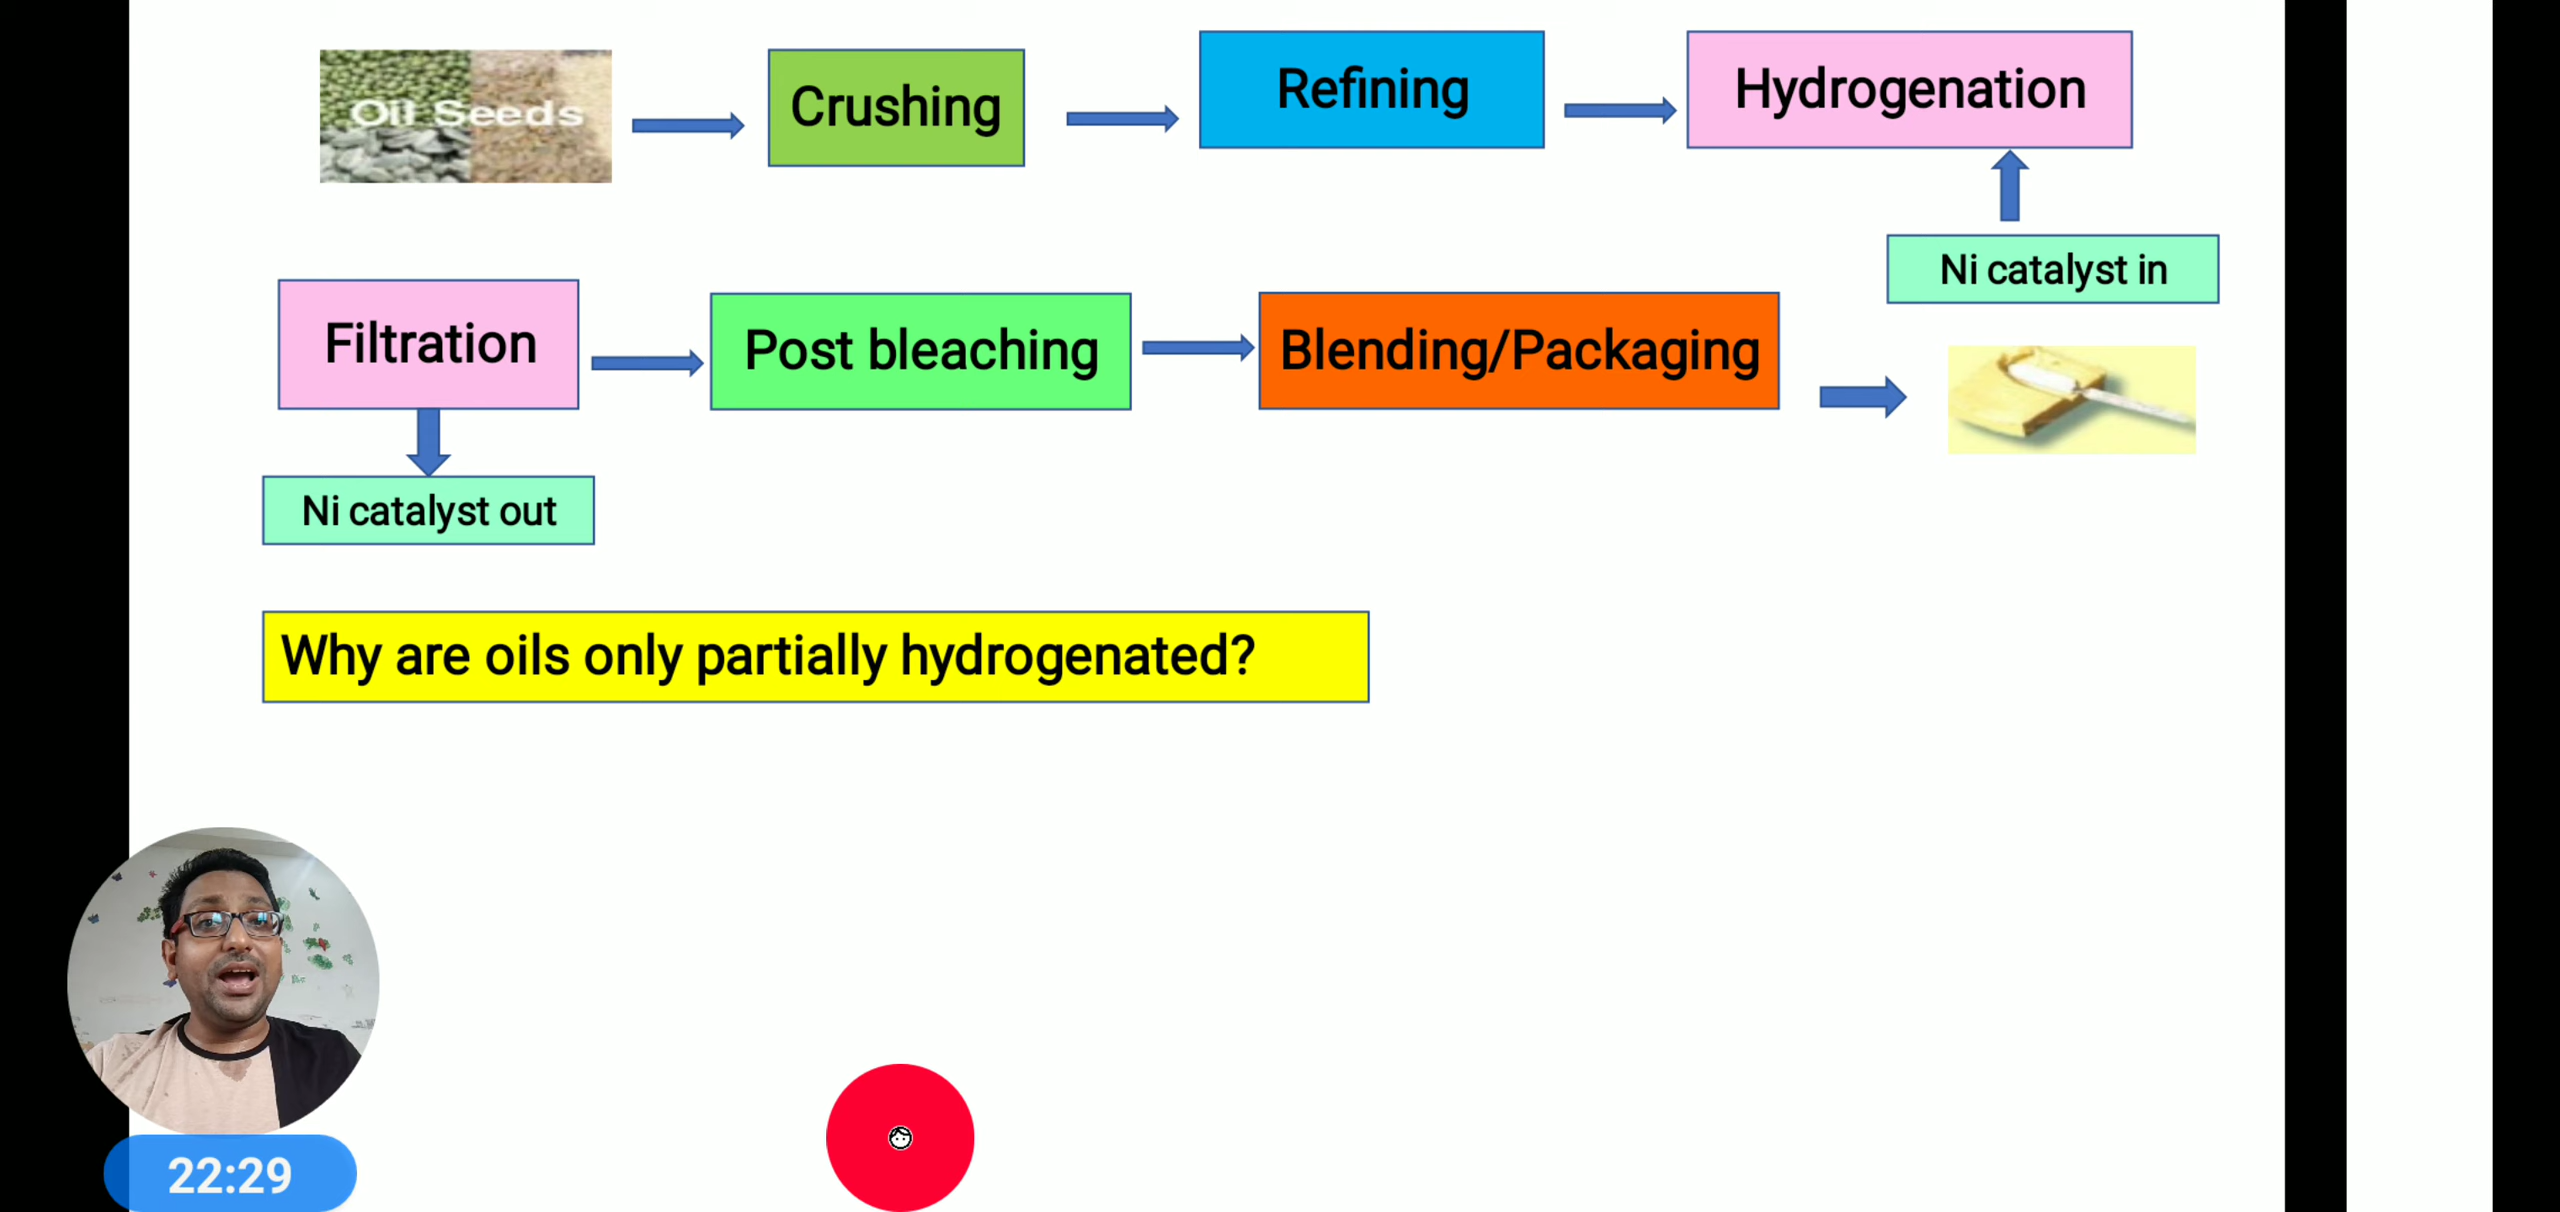 Oil Seeds
Crushing
Refining
Hydrogenation
Ni catalyst in
Filtration
Post bleaching
Blending/Packaging
Ni catalyst out
Why are oils only partially hydrogenated?
22:29